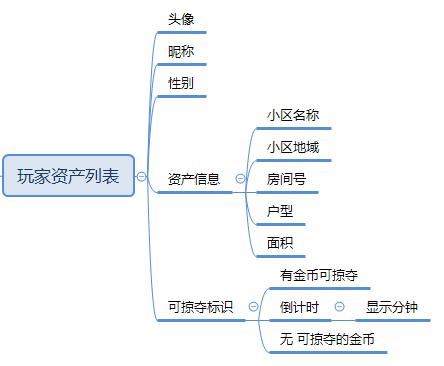 玩家资产列表
头像
昵称
性别
资产信息
小区名称
小区地域
房间号
户型
面积
可掠夺标识
有金币可掠夺
倒计时
显示分钟
无 可掠夺的金币